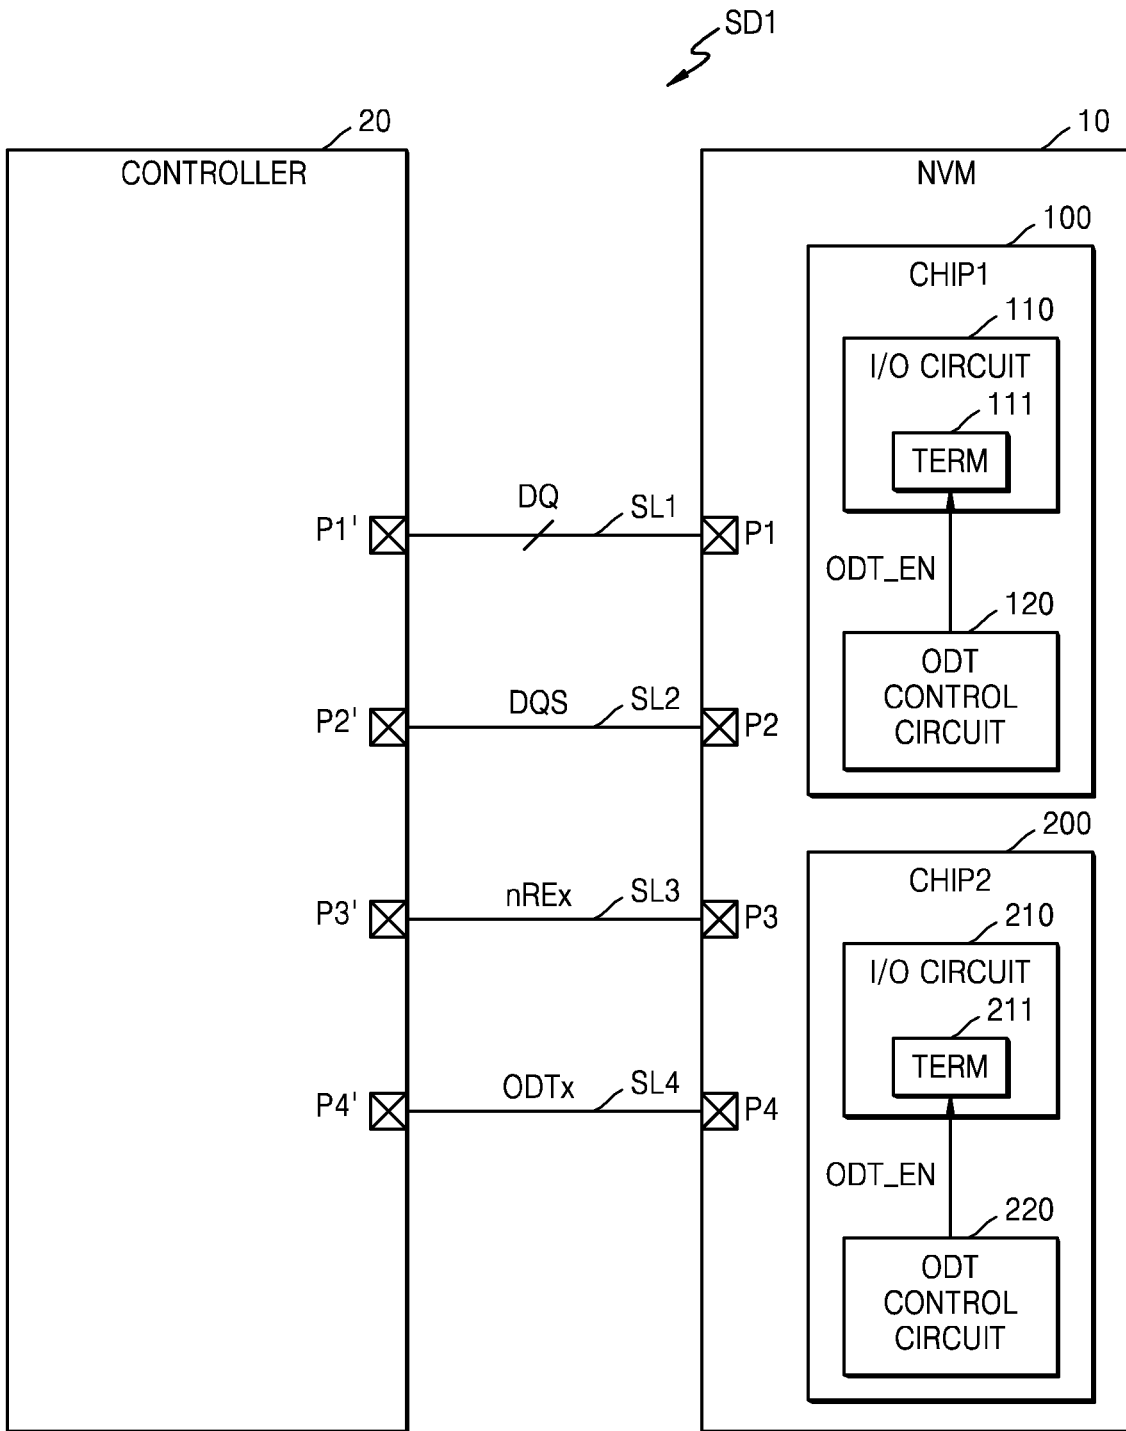 SD1
20
CONTROLLER
10
NVM
100
CHIP1
110
I/O CIRCUIT
111
TERM
ODT_EN
120
ODT
CONTROL
CIRCUIT
P1' DQ SL1 P1
P2' DQS SL2 P2
P3' nREx SL3 P3
P4' ODTx SL4 P4
200
CHIP2
210
I/O CIRCUIT
211
TERM
ODT_EN
220
ODT
CONTROL
CIRCUIT